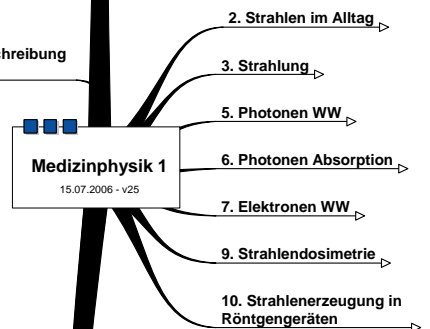 2. Strahlen im Alltag
chreibung
3. Strahlung
5. Photonen WW
Medizinphysik 1
15.07.2006 - v25
6. Photonen Absorption
7. Elektronen WW
9. Strahlendosimetrie
10. Strahlenerzeugung in
Röntgengeräten